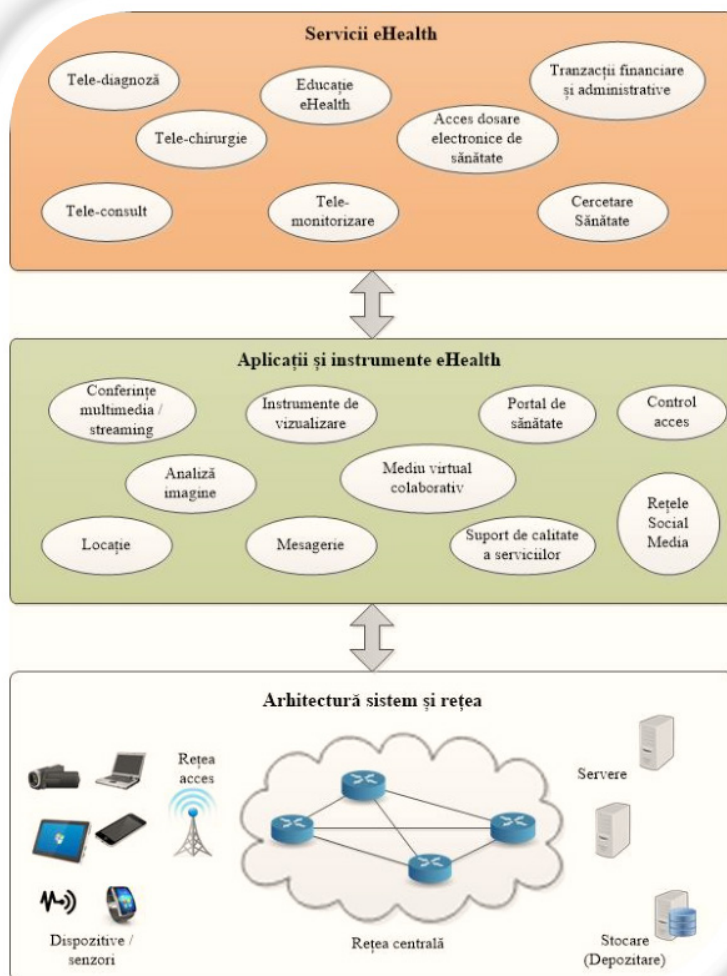 Servicii eHealth
Tele-diagnoză
Educație
eHealth
Tranzacții financiare
și administrative
Tele-chirurgie
Acces dosare
electronice de
sănătate
Tele-consult
Tele-
monitorizare
Cercetare
Sănătate
Aplicații și instrumente eHealth
Conferințe
multimedia /
streaming
Instrumente de
vizualizare
Portal de
sănătate
Control
acces
Analiză
imagine
Mediu virtual
colaborativ
Rețele
Social
Media
Locație
Mesagerie
Suport de calitate
a serviciilor
Arhitectură sistem și rețea
Rețea
acces
Servere
Dispozitive /
senzori
Rețea centrală
Stocare
(Depozitare)